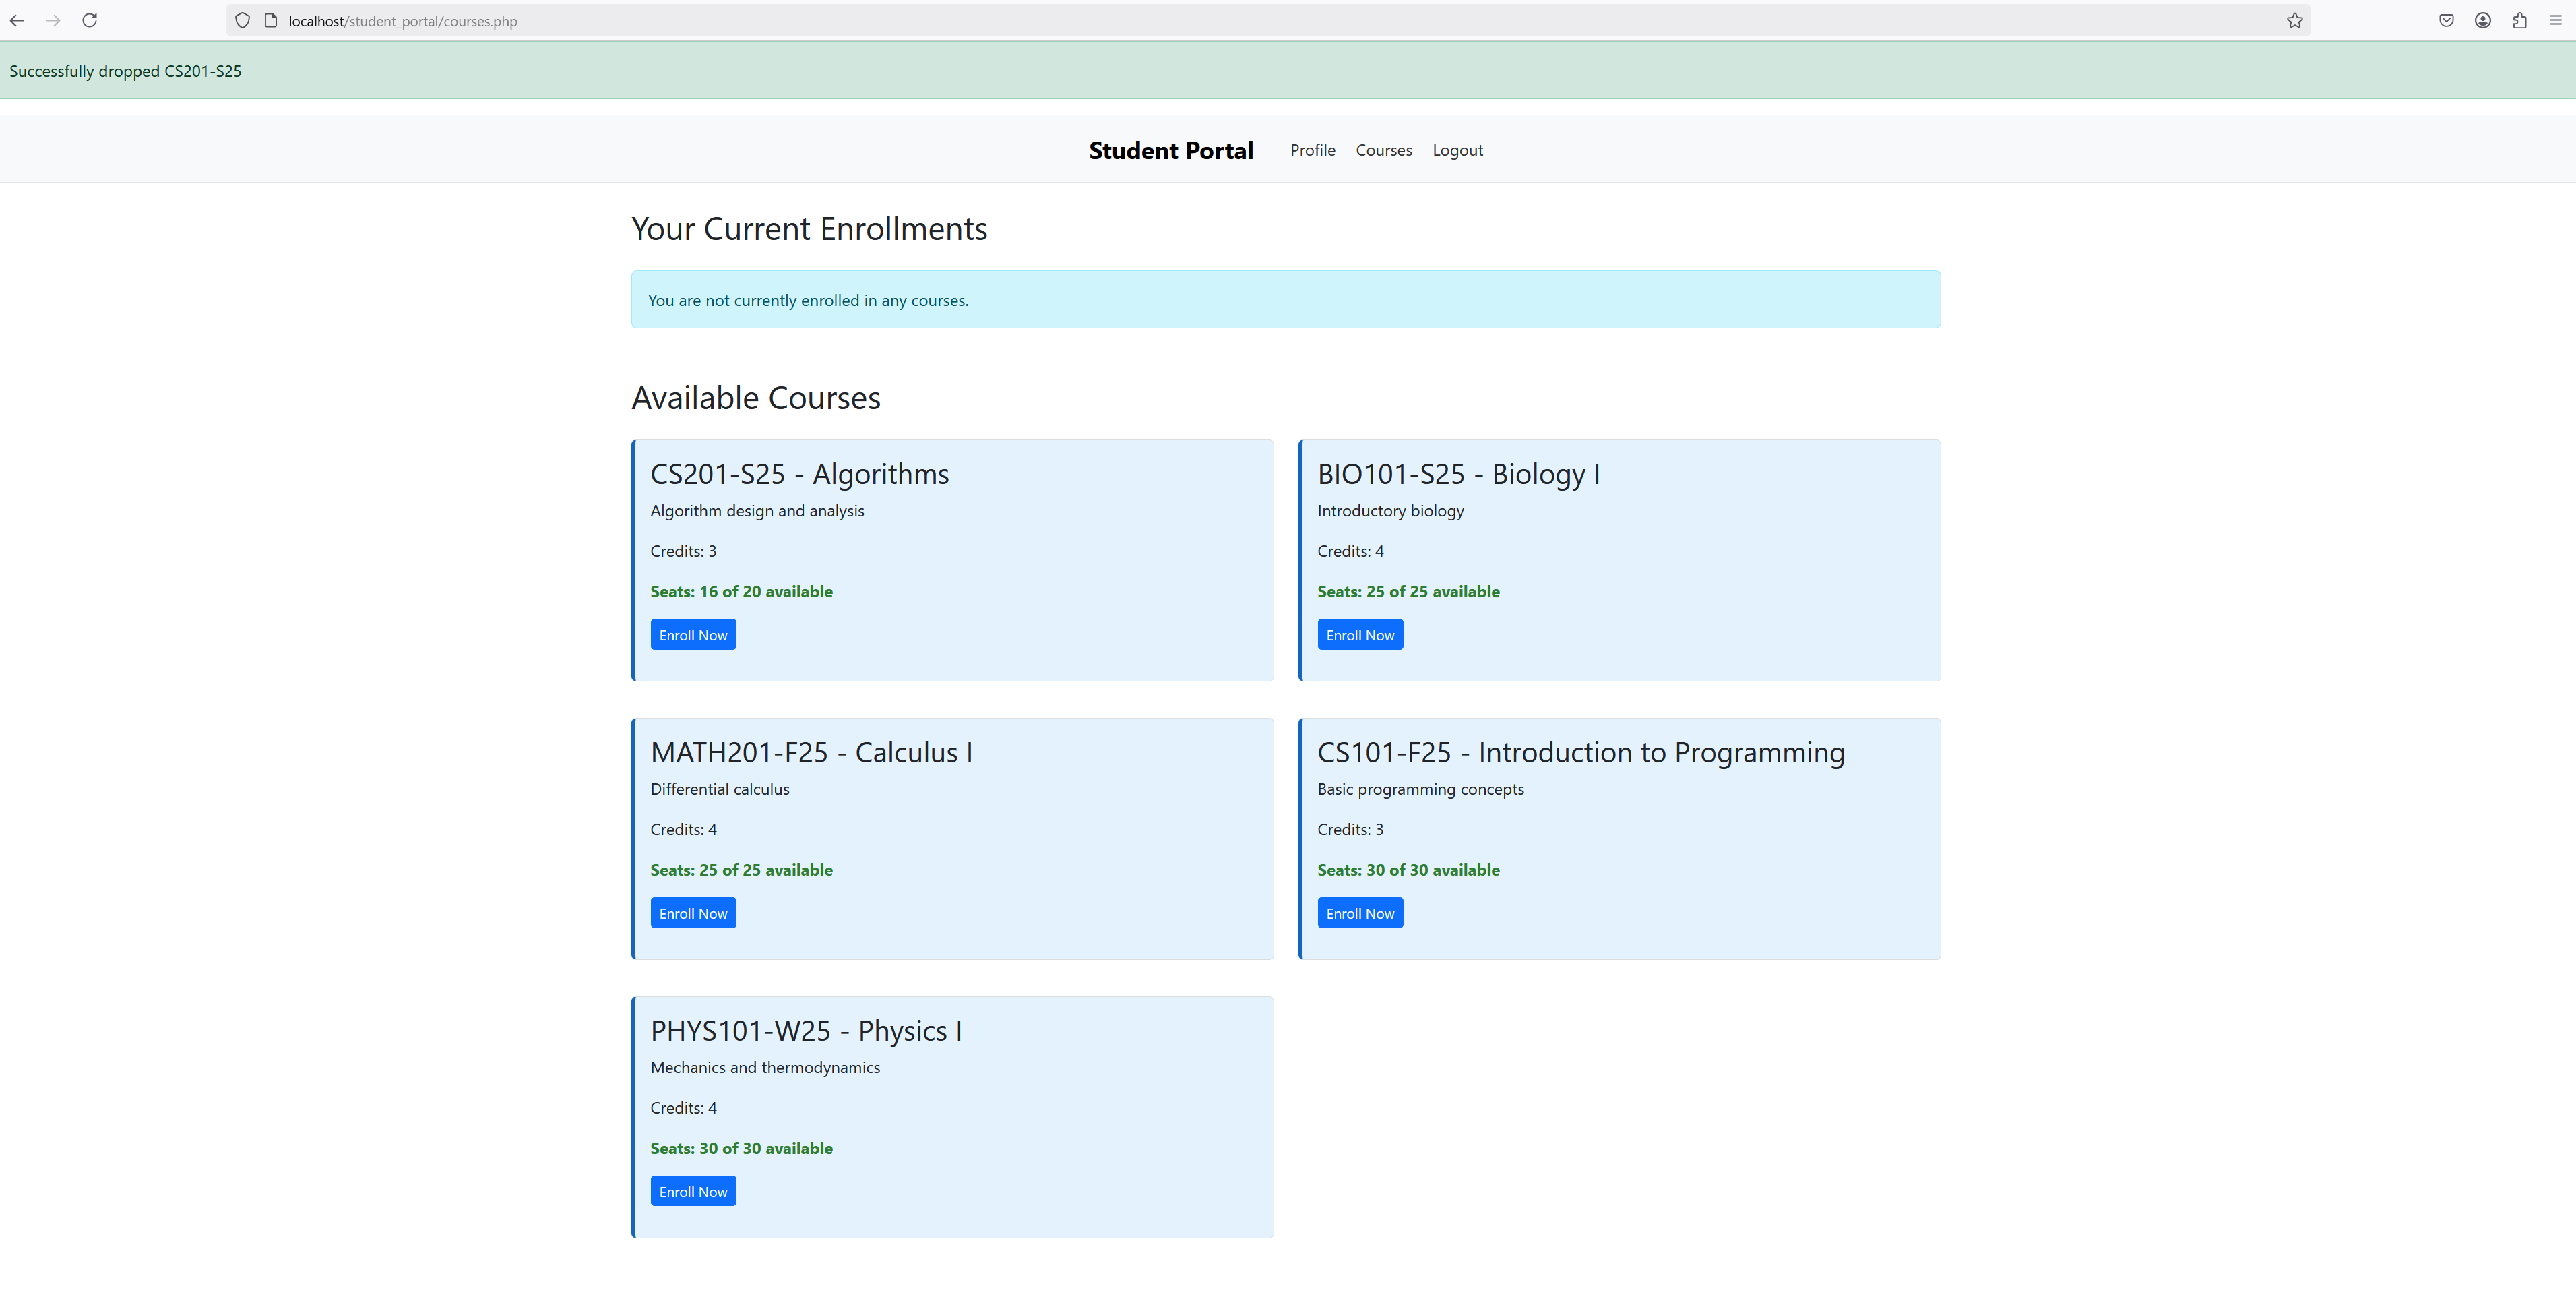 localhost/student_portal/courses.php
Successfully dropped CS201-S25
Student Portal Profile Courses Logout
Your Current Enrollments
You are not currently enrolled in any courses.
Available Courses
CS201-S25 - Algorithms
Algorithm design and analysis
Credits: 3
Seats: 16 of 20 available
Enroll Now
BIO101-S25 - Biology I
Introductory biology
Credits: 4
Seats: 25 of 25 available
Enroll Now
MATH201-F25 - Calculus I
Differential calculus
Credits: 4
Seats: 25 of 25 available
Enroll Now
CS101-F25 - Introduction to Programming
Basic programming concepts
Credits: 3
Seats: 30 of 30 available
Enroll Now
PHYS101-W25 - Physics I
Mechanics and thermodynamics
Credits: 4
Seats: 30 of 30 available
Enroll Now